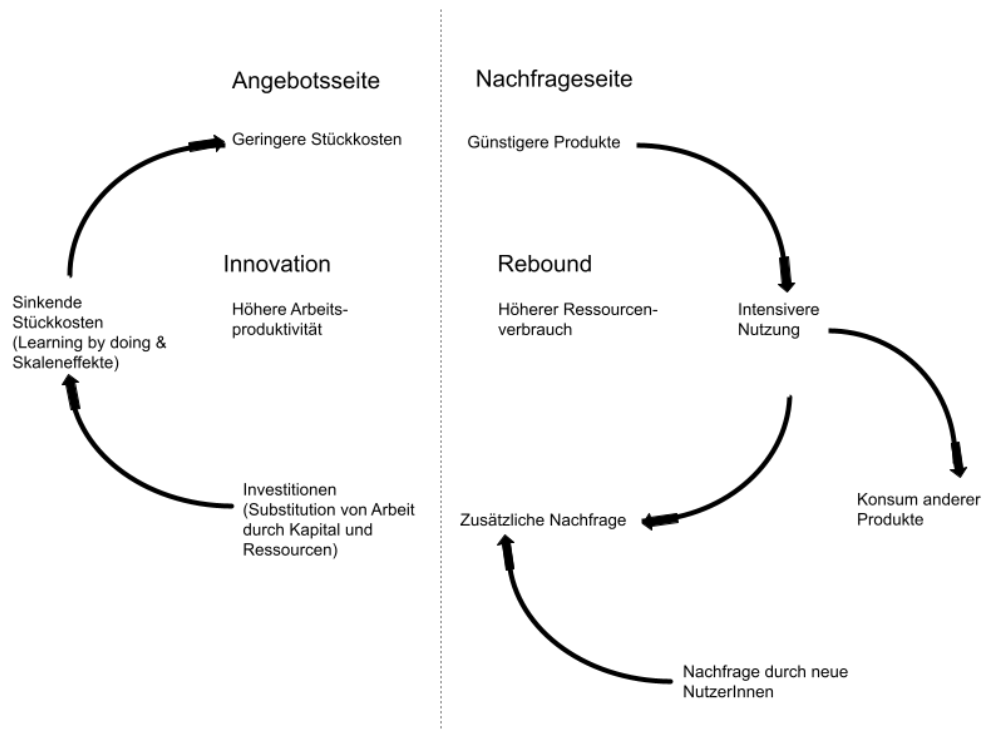 Angebotsseite
Geringere Stückkosten
Innovation
Höhere Arbeits-
produktivität
Sinkende
Stückkosten
(Learning by doing &
Skaleneffekte)
Investitionen
(Substitution von Arbeit
durch Kapital und
Ressourcen)
Nachfrageseite
Günstigere Produkte
Rebound
Höherer Ressourcen-
verbrauch
Intensivere
Nutzung
Konsum anderer
Produkte
Zusätzliche Nachfrage
Nachfrage durch neue
NutzerInnen